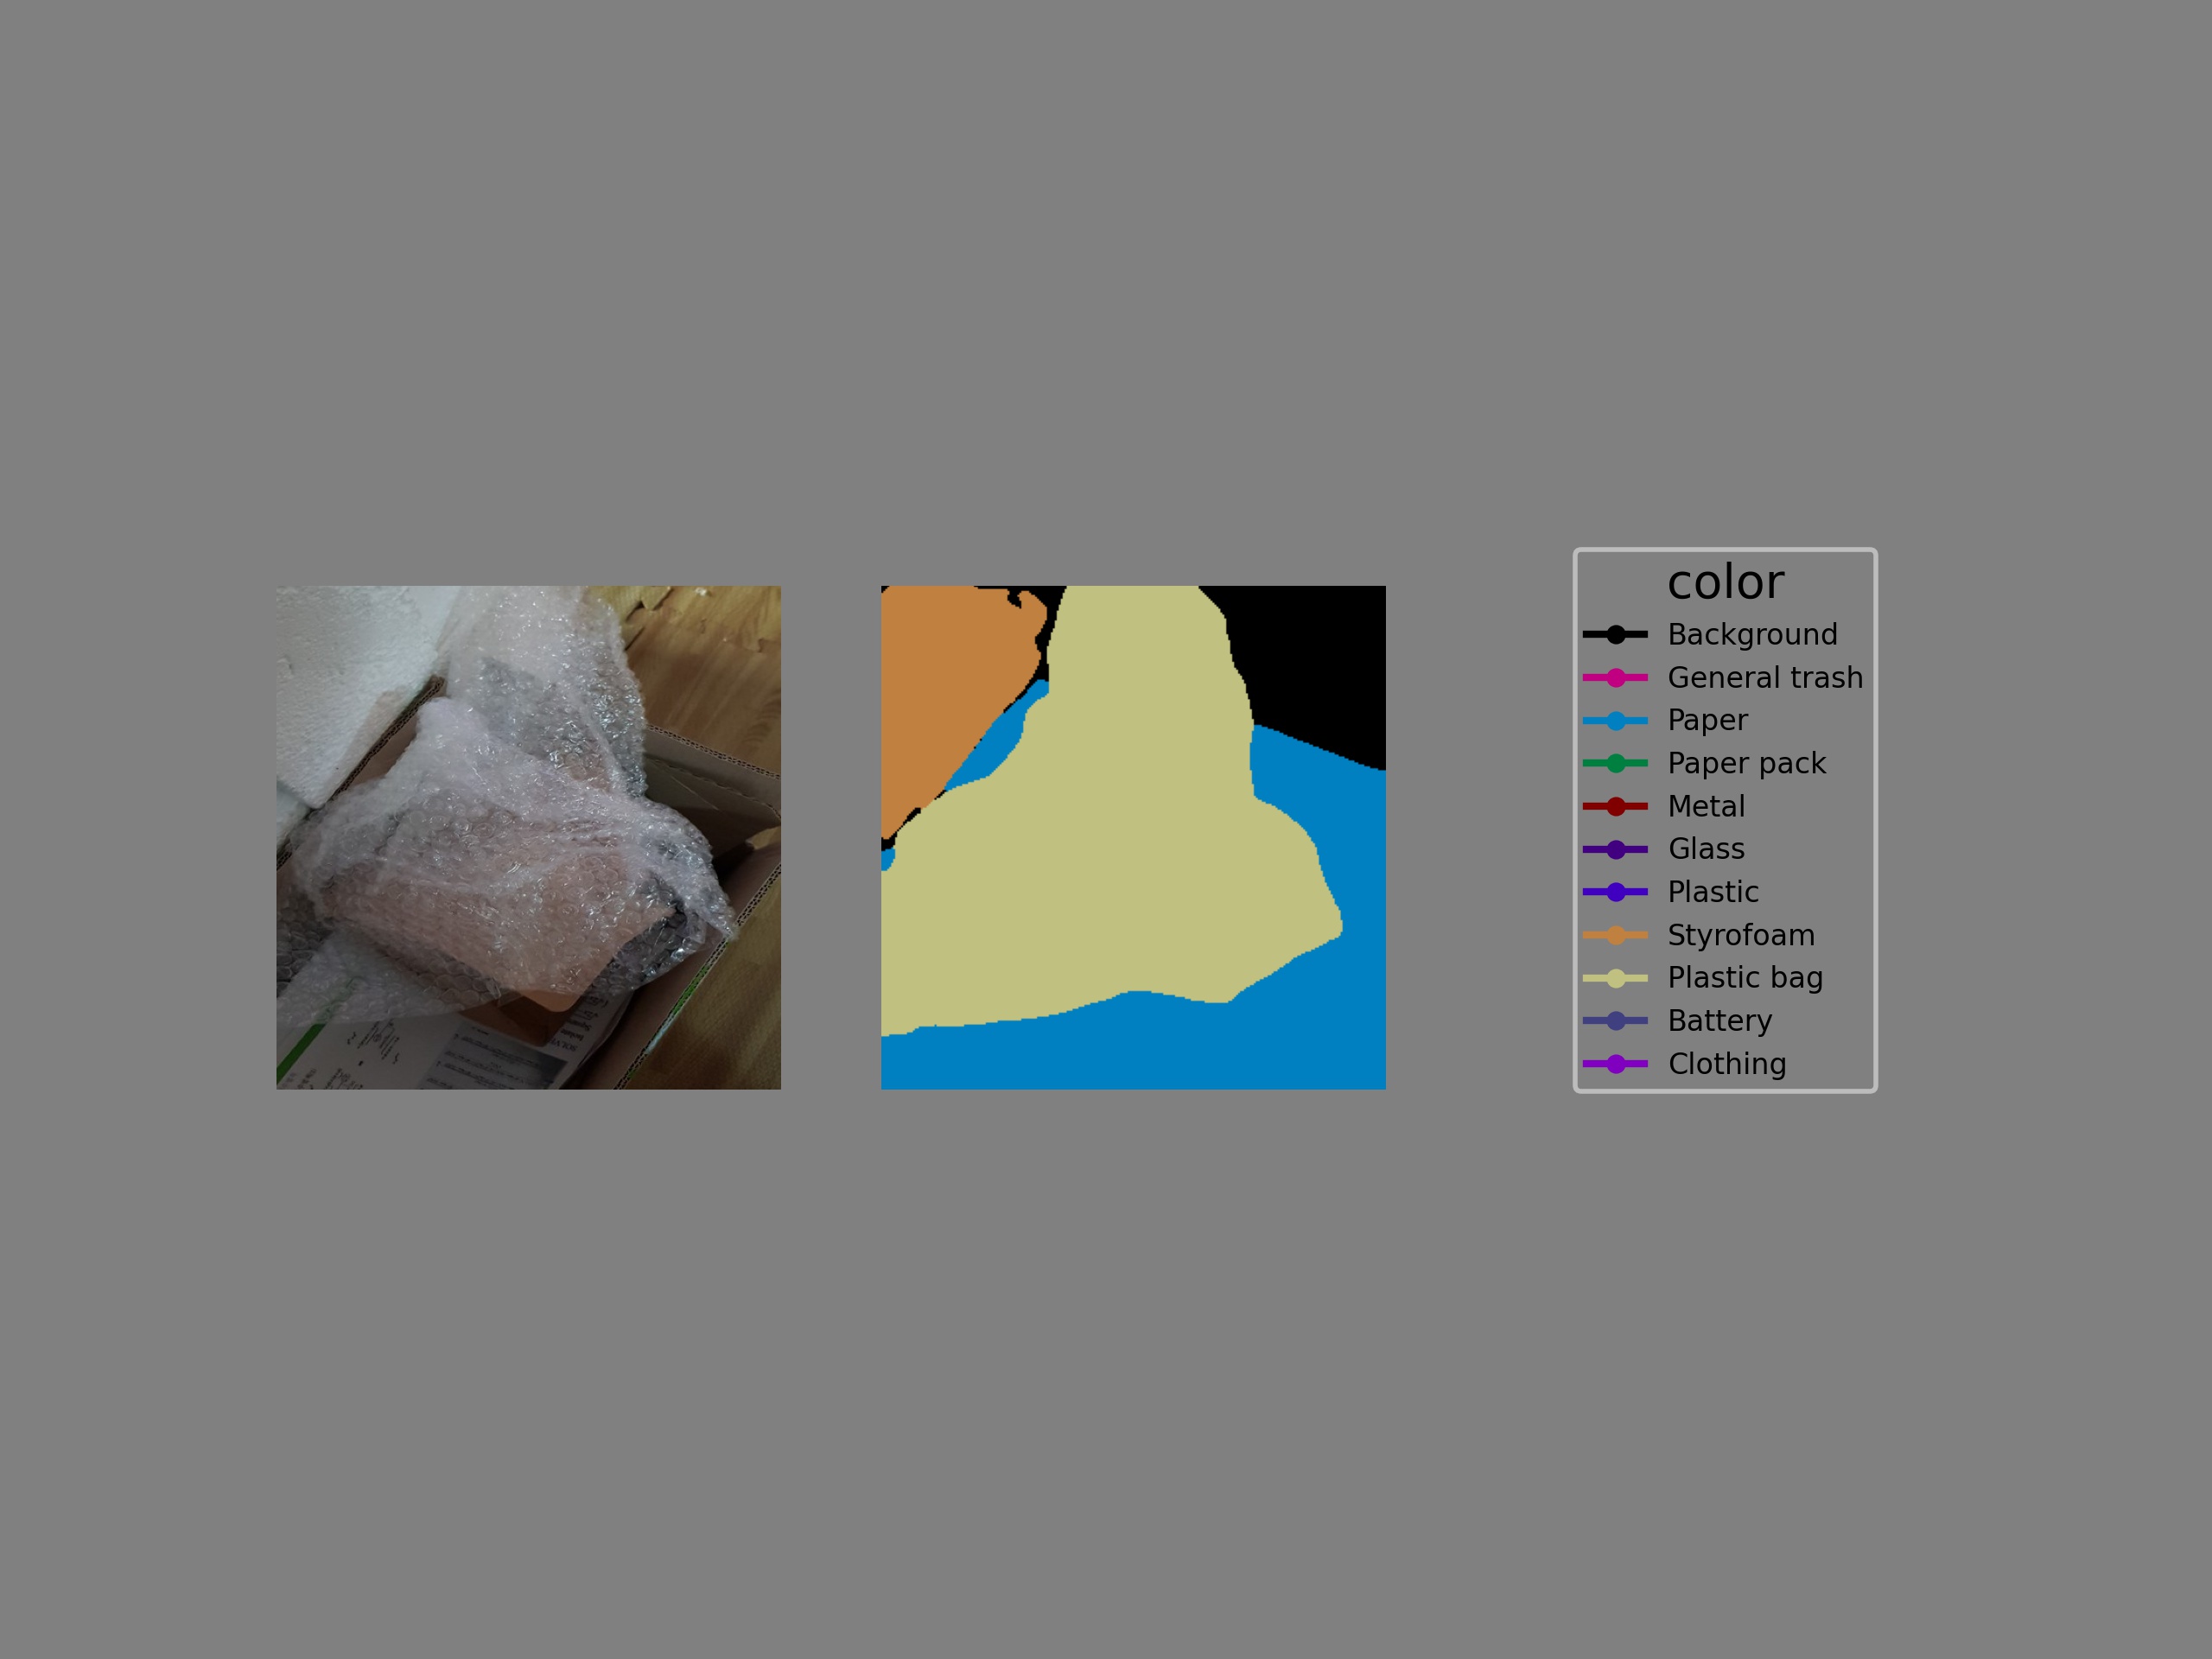 color
Background
General trash
Paper
Paper pack
Metal
Glass
Plastic
Styrofoam
Plastic bag
Battery
Clothing